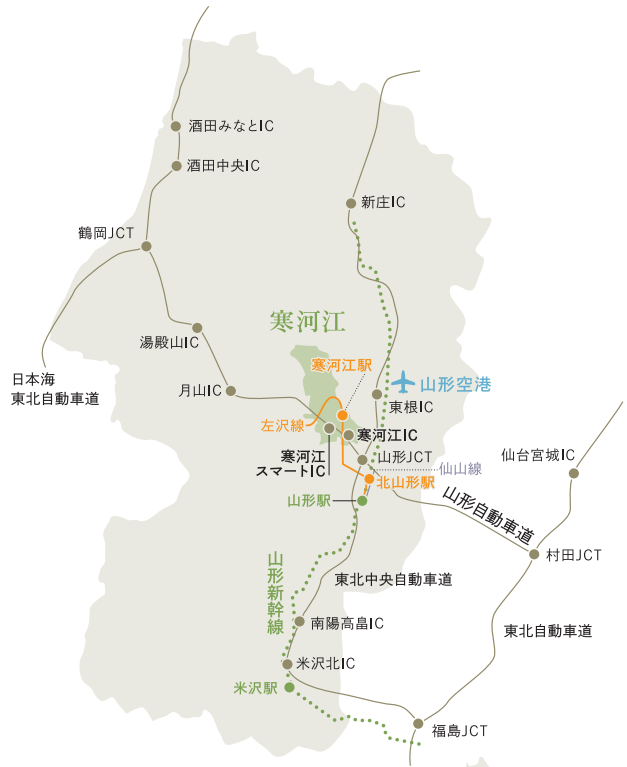 酒田みなとIC
酒田中央IC
新庄IC
鶴岡JCT
寒河江
湯殿山IC
寒河江駅
日本海
東北自動車道
山形空港
月山IC
東根IC
左沢線
寒河江IC
寒河江
スマートIC
山形JCT
仙台宮城IC
仙山線
北山形駅
山形駅
山形自動車道
村田JCT
山形新幹線
東北中央自動車道
南陽高畠IC
東北自動車道
米沢北IC
米沢駅
福島JCT